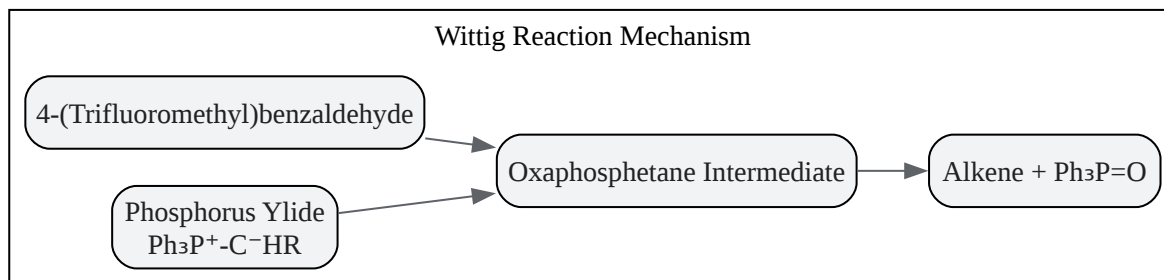 Wittig Reaction Mechanism
4-(Trifluoromethyl)benzaldehyde
Phosphorus Ylide
Ph₃P⁺-C⁻HR
Oxaphosphetane Intermediate
Alkene + Ph₃P=O